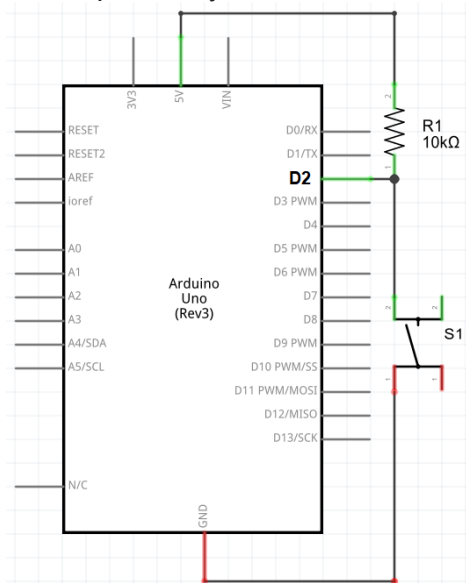 3V3
5V
VIN
RESET
RESET2
AREF
ioref
A0
A1
A2
A3
A4/SDA
A5/SCL
N/C
Arduino
Uno
(Rev3)
D0/RX
D1/TX
D2
D3 PWM
D4
D5 PWM
D6 PWM
D7
D8
D9 PWM
D10 PWM/SS
D11 PWM/MOSI
D12/MISO
D13/SCK
GND
2
R1
10kΩ
1
2
2
S1
1
1